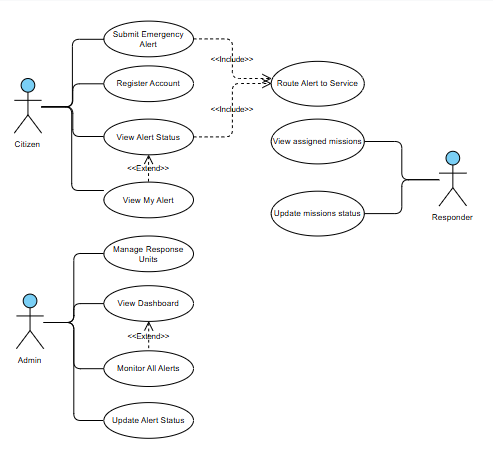 Submit Emergency
Alert
<<Include>>
Register Account
Route Alert to Service
<<Include>>
Citizen
View Alert Status
View assigned missions
<<Extend>>
View My Alert
Update missions status
Responder
Manage Response
Units
View Dashboard
<<Extend>>
Admin
Monitor All Alerts
Update Alert Status